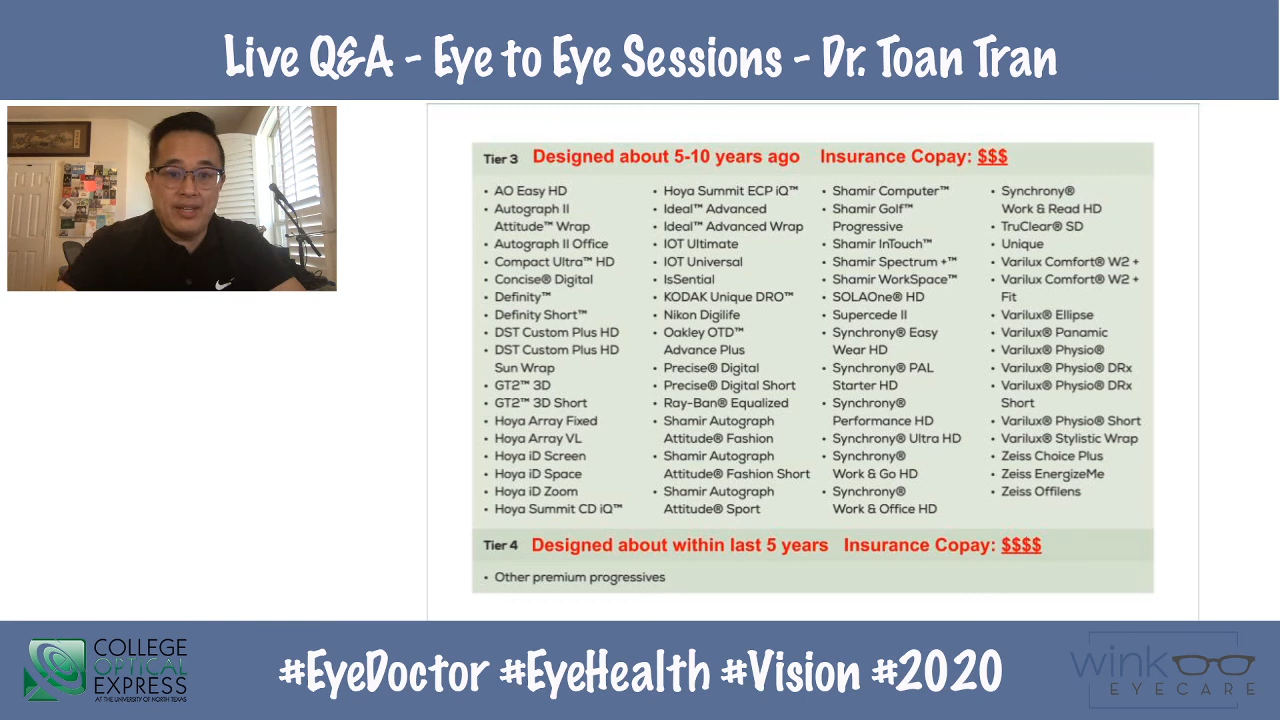 Live Q&A - Eye to Eye Sessions - Dr. Toan Tran
Tier 3 Designed about 5-10 years ago Insurance Copay: $$$
• AO Easy HD
• Autograph II
Attitude™ Wrap
• Autograph II Office
• Compact Ultra™ HD
• Concise® Digital
• Definity™
• Definity Short™
• DST Custom Plus HD
• DST Custom Plus HD
Sun Wrap
• GT2™ 3D
• GT2™ 3D Short
• Hoya Array Fixed
• Hoya Array VL
• Hoya iD Screen
• Hoya iD Space
• Hoya iD Zoom
• Hoya Summit CD iQ™
• Hoya Summit ECP iQ™
• Ideal™ Advanced
• Ideal™ Advanced Wrap
• IOT Ultimate
• IOT Universal
• IsSential
• KODAK Unique DRO™
• Nikon Digilife
• Oakley OTD™
Advance Plus
• Precise® Digital
• Precise® Digital Short
• Ray-Ban® Equalized
• Shamir Autograph
Attitude® Fashion
• Shamir Autograph
Attitude® Fashion Short
• Shamir Autograph
Attitude® Sport
• Shamir Computer™
• Shamir Golf™
Progressive
• Shamir InTouch™
• Shamir Spectrum +™
• Shamir WorkSpace™
• SOLAOne® HD
• Supercede II
• Synchrony® Easy
Wear HD
• Synchrony® PAL
Starter HD
• Synchrony®
Performance HD
• Synchrony® Ultra HD
• Synchrony®
Work & Go HD
• Synchrony®
Work & Office HD
• Synchrony®
Work & Read HD
• TruClear® SD
• Unique
• Varilux Comfort® W2 +
• Varilux Comfort® W2 +
Fit
• Varilux® Ellipse
• Varilux® Panamic
• Varilux® Physio®
• Varilux® Physio® DRx
• Varilux® Physio® DRx
Short
• Varilux® Physio® Short
• Varilux® Stylistic Wrap
• Zeiss Choice Plus
• Zeiss EnergizeMe
• Zeiss Offilens
Tier 4 Designed about within last 5 years Insurance Copay: $$$$
• Other premium progressives
COLLEGE
OPTICAL
EXPRESS
AT THE UNIVERSITY OF NORTH TEXAS
#EyeDoctor #EyeHealth #Vision #2020
wink
EYECARE